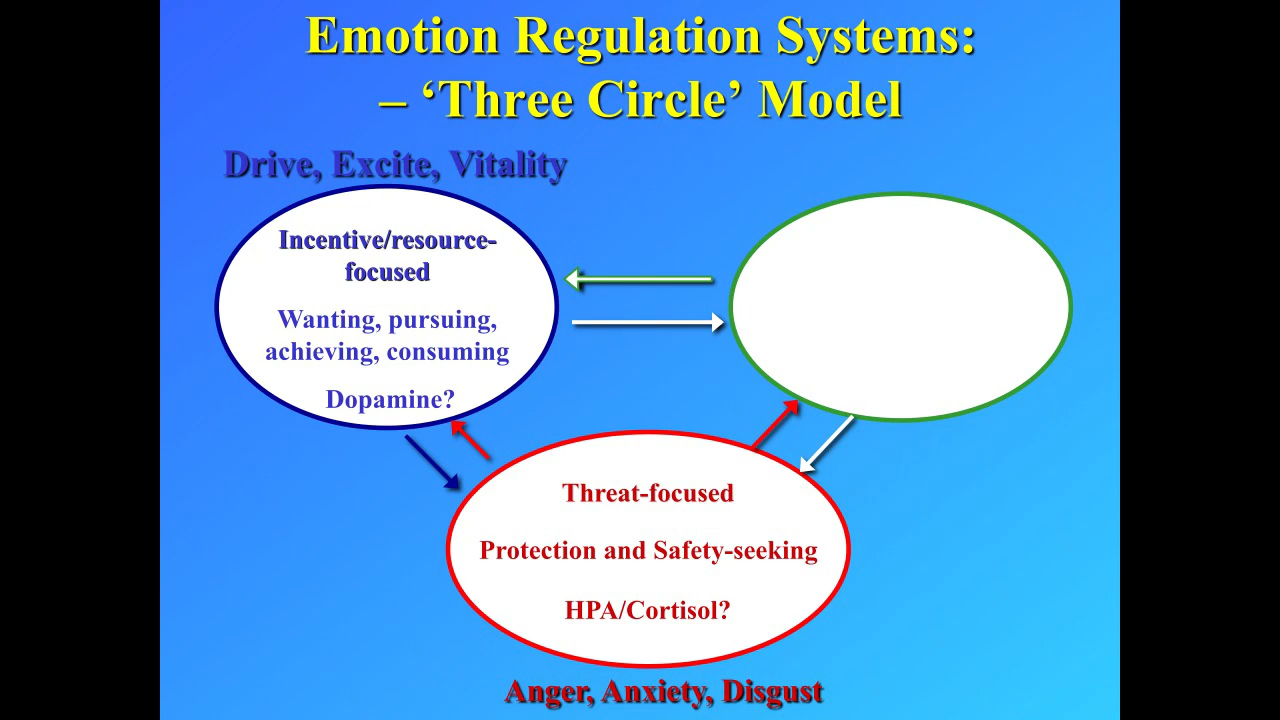 Emotion Regulation Systems:
– ‘Three Circle’ Model
Drive, Excite, Vitality
Incentive/resource-
focused
Wanting, pursuing,
achieving, consuming
Dopamine?
Threat-focused
Protection and Safety-seeking
HPA/Cortisol?
Anger, Anxiety, Disgust